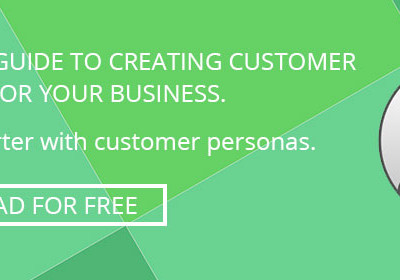 GUIDE TO CREATING CUSTOMER
OR YOUR BUSINESS.
rter with customer personas.
AD FOR FREE